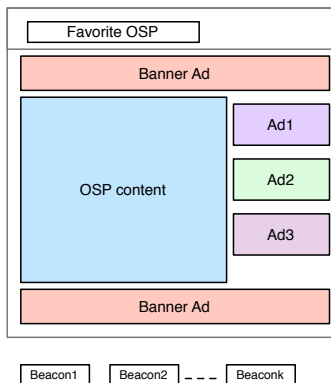 Favorite OSP
Banner Ad
OSP content
Ad1
Ad2
Ad3
Banner Ad
Beacon1 Beacon2 Beaconk